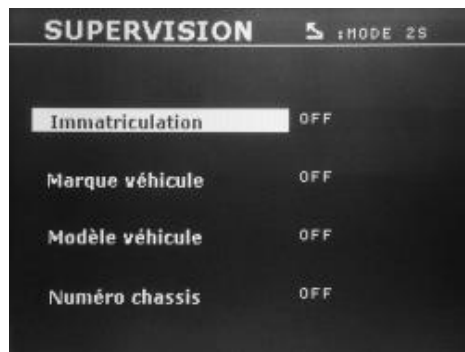 SUPERVISION :MODE 2S
Immatriculation OFF
Marque véhicule OFF
Modèle véhicule OFF
Numéro chassis OFF